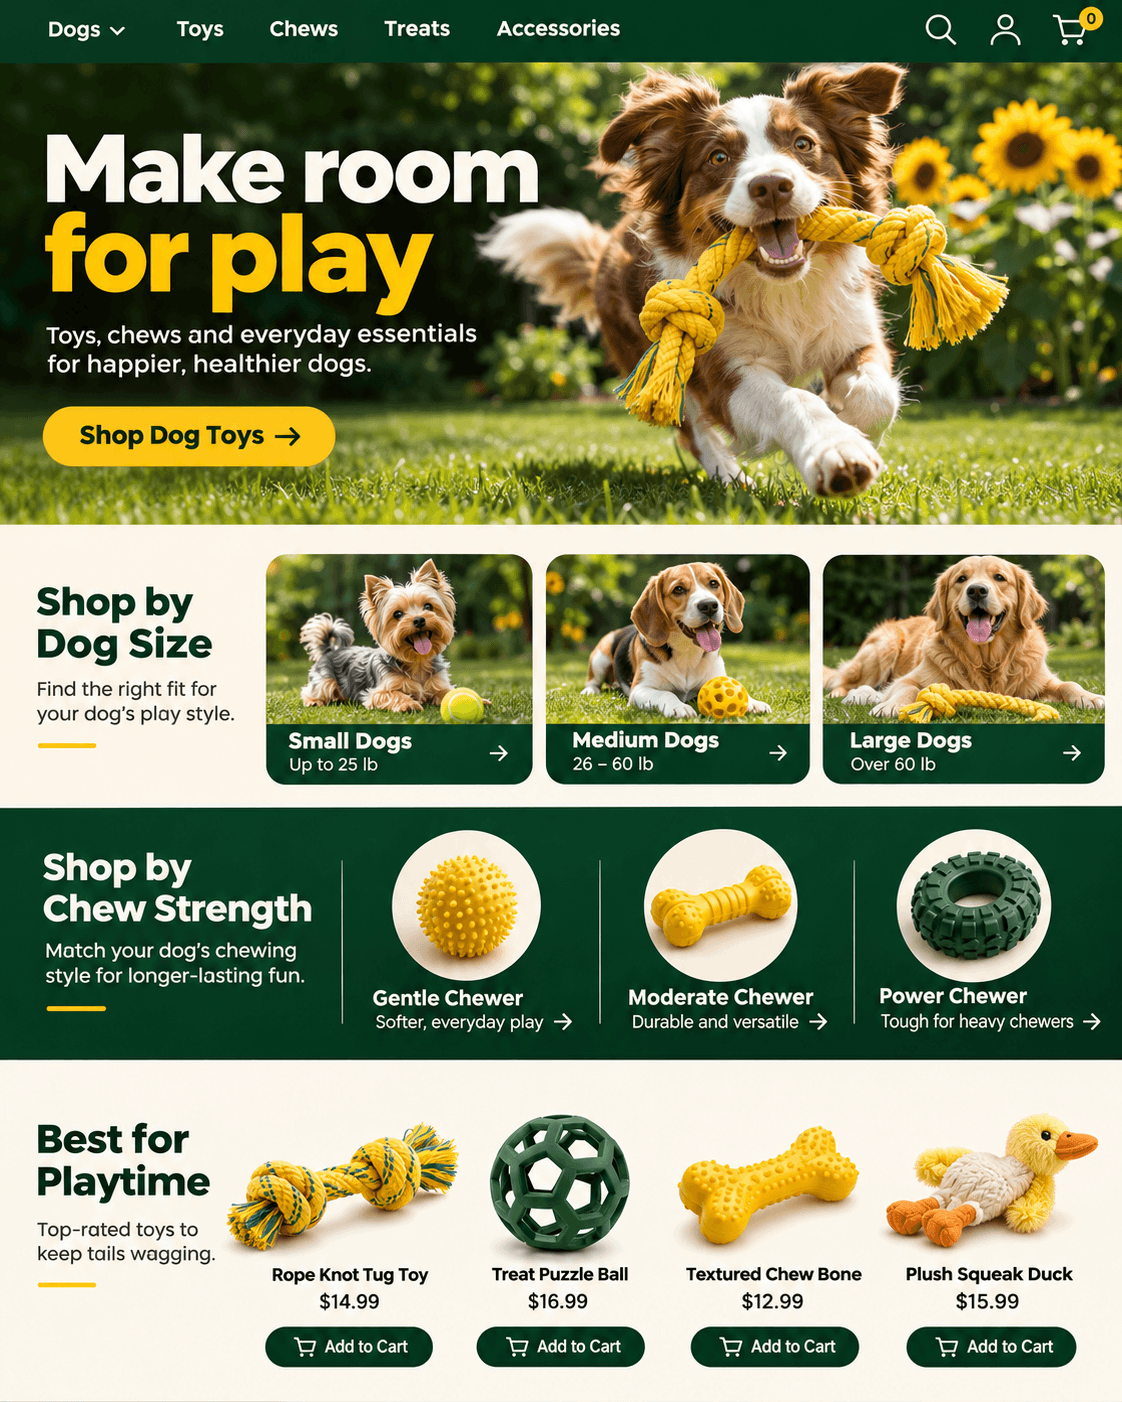 Dogs
Toys
Chews
Treats
Accessories
0
Make room
for play
Toys, chews and everyday essentials
for happier, healthier dogs.
Shop Dog Toys →
Shop by
Dog Size
Find the right fit for
your dog's play style.
Small Dogs
Up to 25 lb
Medium Dogs
26 – 60 lb
Large Dogs
Over 60 lb
Shop by
Chew Strength
Match your dog's chewing
style for longer-lasting fun.
Gentle Chewer
Softer, everyday play →
Moderate Chewer
Durable and versatile →
Power Chewer
Tough for heavy chewers →
Best for
Playtime
Top-rated toys to
keep tails wagging.
Rope Knot Tug Toy
$14.99
Add to Cart
Treat Puzzle Ball
$16.99
Add to Cart
Textured Chew Bone
$12.99
Add to Cart
Plush Squeak Duck
$15.99
Add to Cart